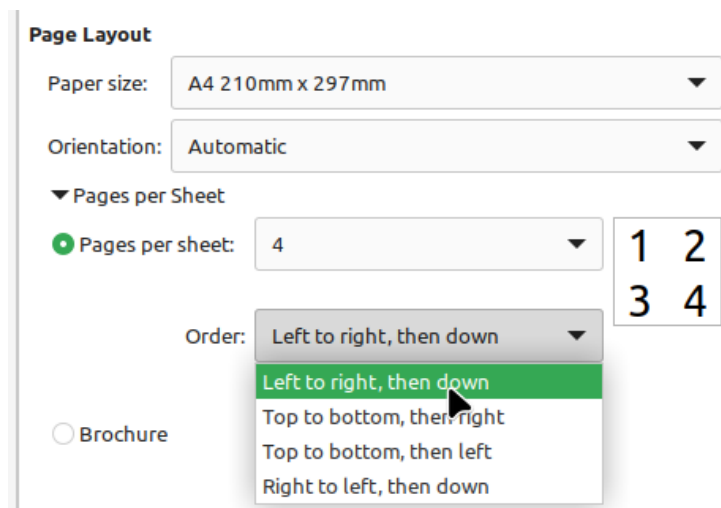 Page Layout
Paper size: A4 210mm x 297mm
Orientation: Automatic
Pages per Sheet
Pages per sheet: 4
1 2
3 4
Order: Left to right, then down
Left to right, then down
Top to bottom, then right
Top to bottom, then left
Right to left, then down
Brochure